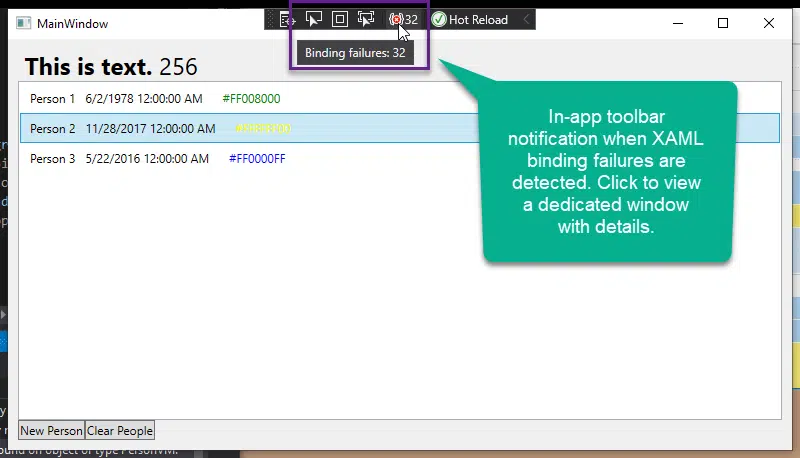 MainWindow
32
Hot Reload
Binding failures: 32
This is text. 256
Person 1 6/2/1978 12:00:00 AM #FF008000
Person 2 11/28/2017 12:00:00 AM
Person 3 5/22/2016 12:00:00 AM #FF0000FF
In-app toolbar
notification when XAML
binding failures are
detected. Click to view
a dedicated window
with details.
New Person Clear People
ound on object of type PersonVM.